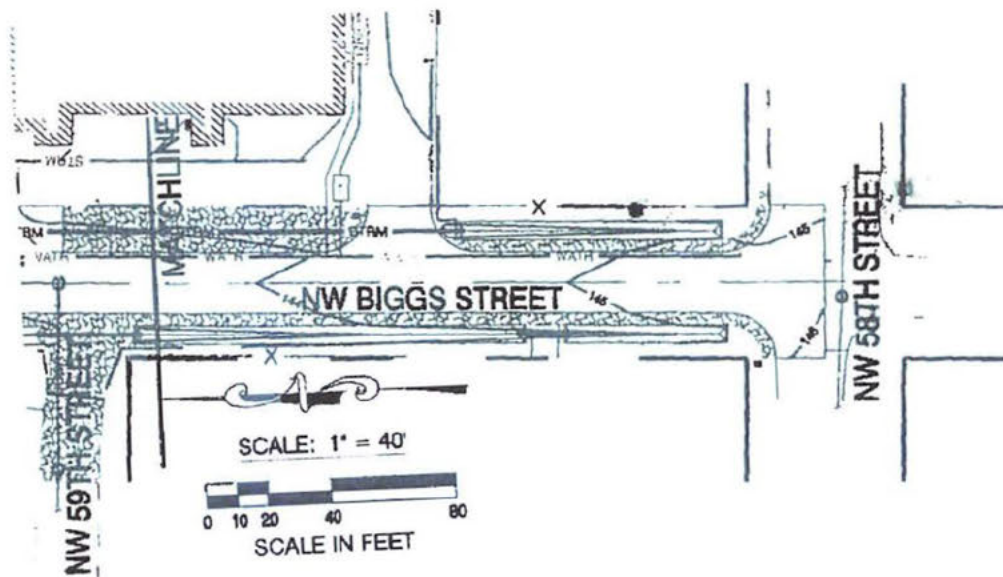 STRM
MATCHLINE
WATR
NW BIGGS STREET
145
145
146
NW 58TH STREET
NW 59TH STREET
SCALE: 1" = 40'
0 10 20 40 80
SCALE IN FEET